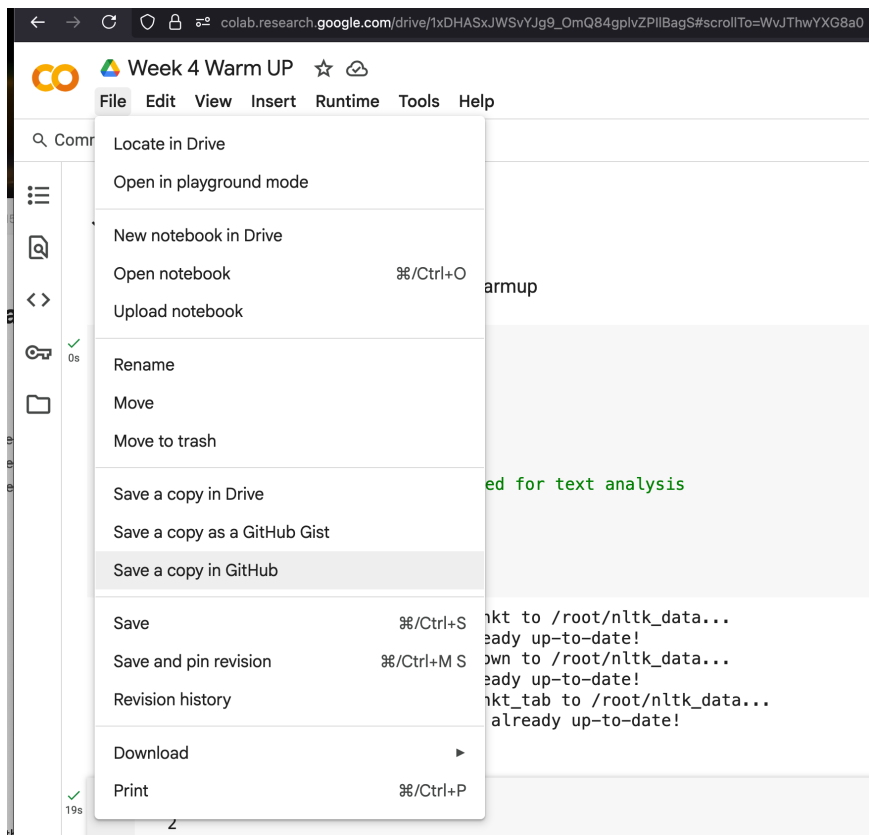 colab.research.google.com/drive/1xDHASxJWSvYJg9_OmQ84gplvZPIlBagS#scrollTo=WvJThwYXG8a0
Week 4 Warm UP
File Edit View Insert Runtime Tools Help
Comm
Locate in Drive
Open in playground mode
New notebook in Drive
Open notebook ⌘/Ctrl+O
armup
Upload notebook
0s
Rename
Move
Move to trash
ed for text analysis
Save a copy in Drive
Save a copy as a GitHub Gist
Save a copy in GitHub
nkt to /root/nltk_data...
Save ⌘/Ctrl+S
eady up-to-date!
own to /root/nltk_data...
Save and pin revision ⌘/Ctrl+M S
eady up-to-date!
Revision history
nkt_tab to /root/nltk_data...
already up-to-date!
Download
Print ⌘/Ctrl+P
19s
2